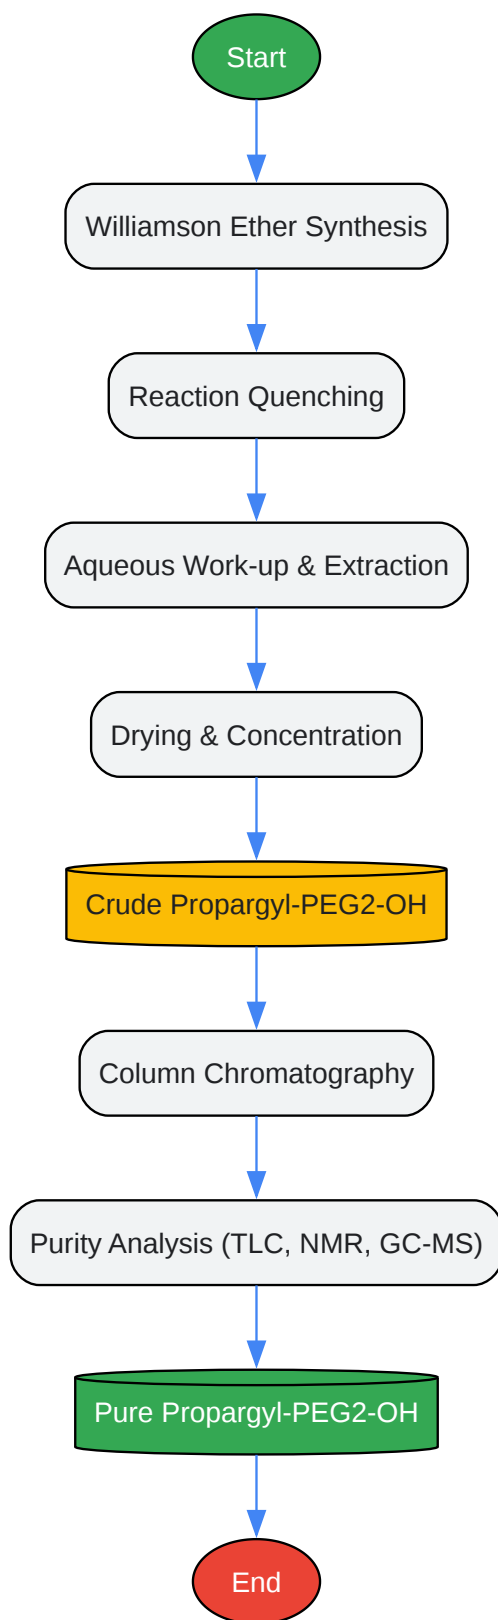 Start
Williamson Ether Synthesis
Reaction Quenching
Aqueous Work-up & Extraction
Drying & Concentration
Crude Propargyl-PEG2-OH
Column Chromatography
Purity Analysis (TLC, NMR, GC-MS)
Pure Propargyl-PEG2-OH
End